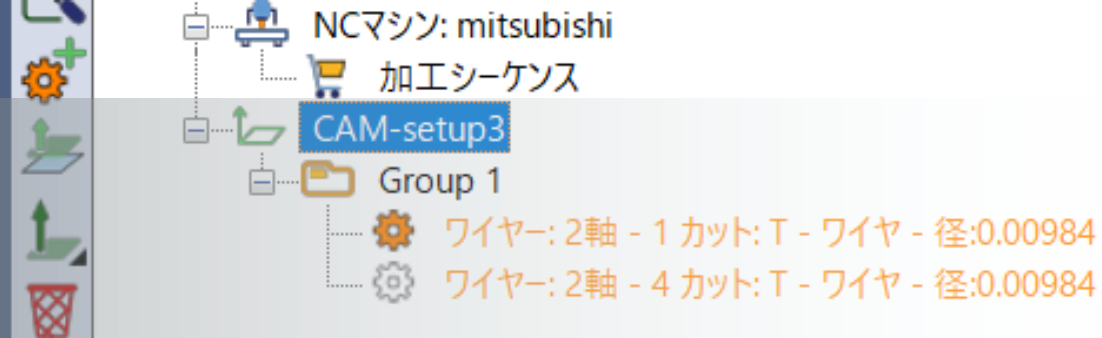 NCマシン: mitsubishi
加工シーケンス
CAM-setup3
Group 1
ワイヤー: 2軸 - 1 カット: T - ワイヤ - 径:0.00984
ワイヤー: 2軸 - 4 カット: T - ワイヤ - 径:0.00984